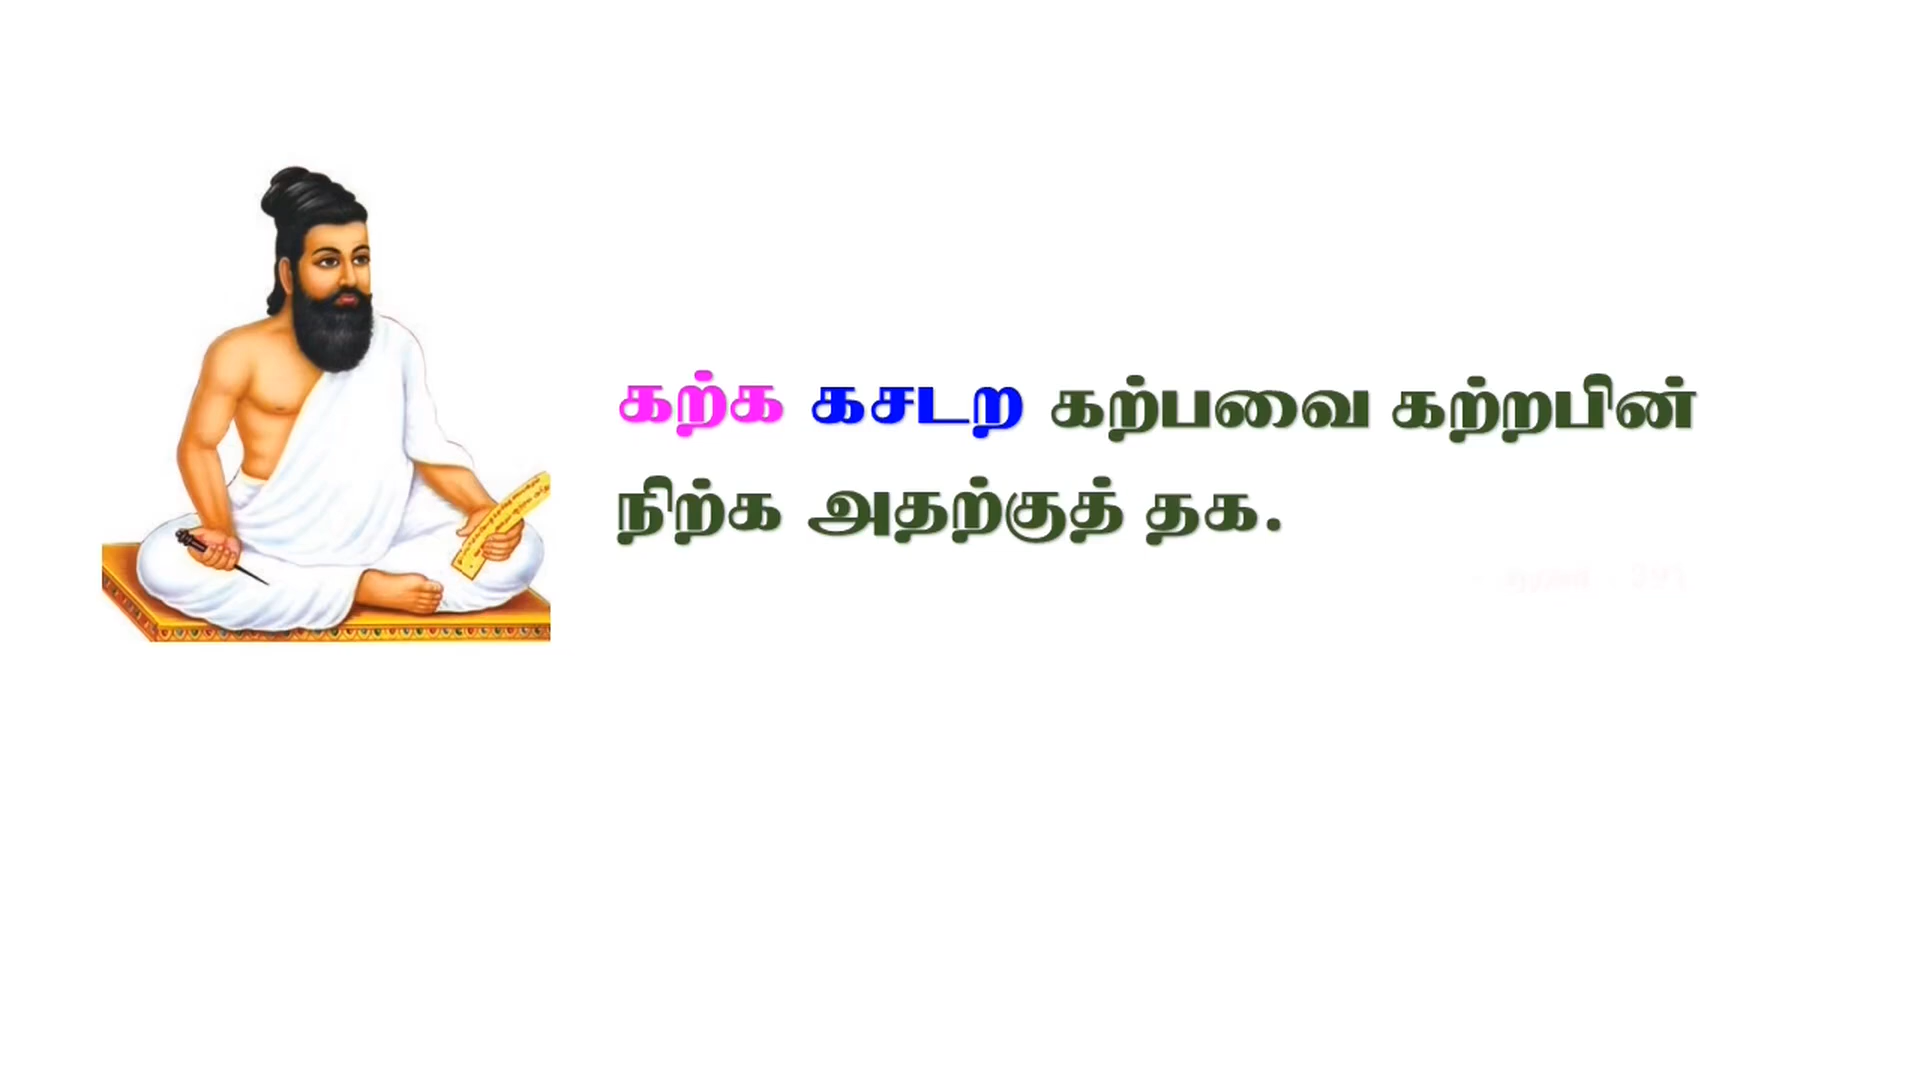 கற்க கசடற கற்பவை கற்றபின்
நிற்க அதற்குத் தக.